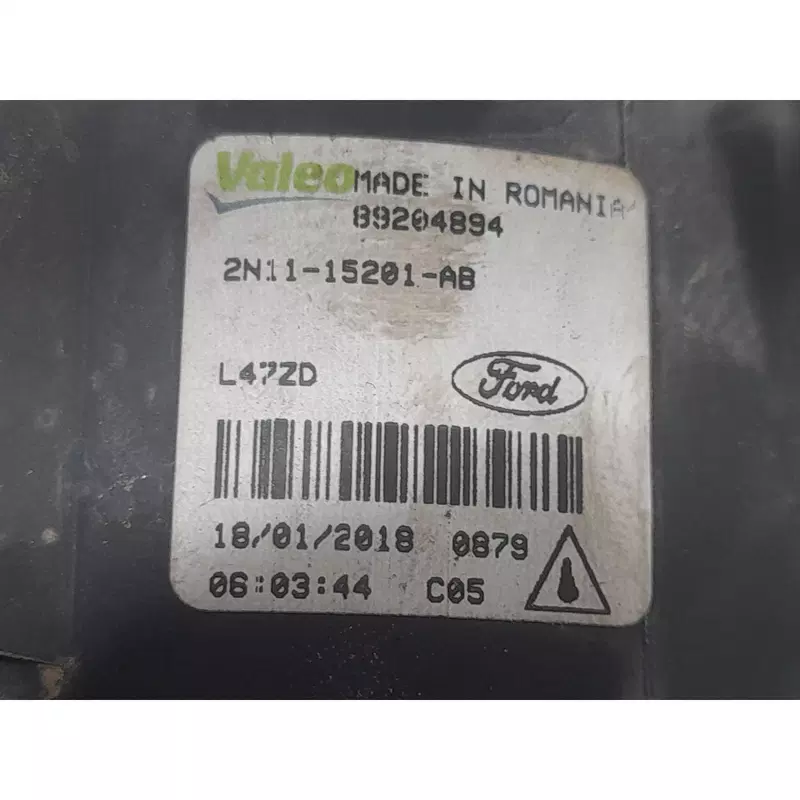 Valeo MADE IN ROMANIA
89204894
2N11-15201-AB
L47ZD
Ford
18/01/2018 0879
06:03:44 C05